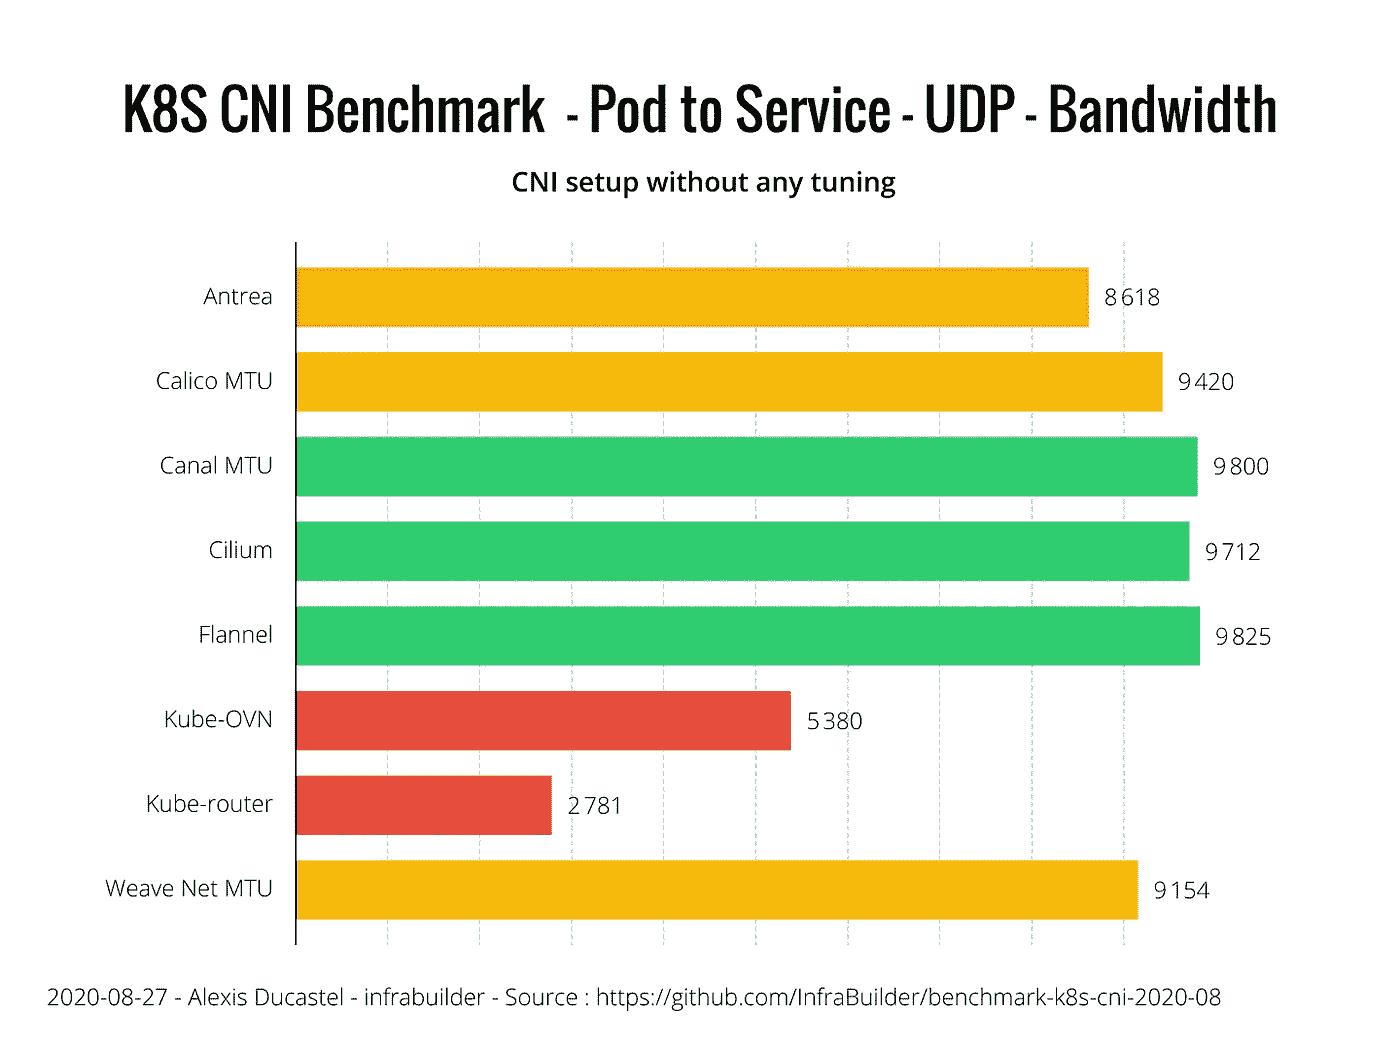 K8S CNI Benchmark - Pod to Service - UDP - Bandwidth
CNI setup without any tuning
Antrea 8 618
Calico MTU 9 420
Canal MTU 9 800
Cilium 9 712
Flannel 9 825
Kube-OVN 5 380
Kube-router 2 781
Weave Net MTU 9 154
2020-08-27 - Alexis Ducastel - infrabuilder - Source : https://github.com/InfraBuilder/benchmark-k8s-cni-2020-08